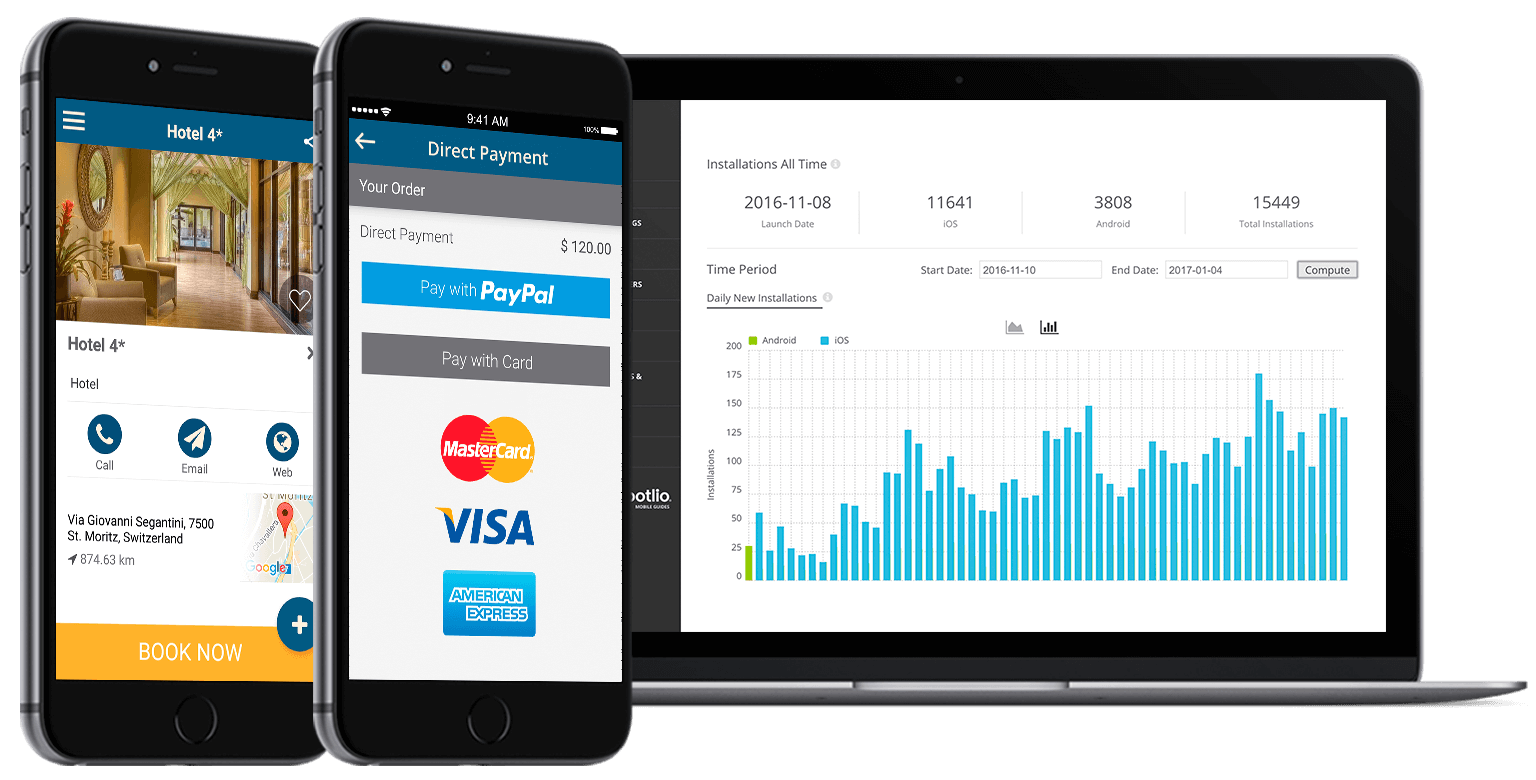 Hotel 4*
Hotel 4*
Hotel
Call
Email
Web
Via Giovanni Segantini, 7500
St. Moritz, Switzerland
874.63 km
Google
BOOK NOW
9:41 AM
100%
Direct Payment
Your Order
Direct Payment
$ 120.00
Pay with PayPal
Pay with Card
MasterCard
VISA
AMERICAN
EXPRESS
GS
RS
S &
otlio.
MOBILE GUIDES
Installations All Time
2016-11-08
Launch Date
11641
iOS
3808
Android
15449
Total Installations
Time Period
Start Date:
2016-11-10
End Date:
2017-01-04
Compute
Daily New Installations
Android
iOS
Installations
200
175
150
125
100
75
50
25
0